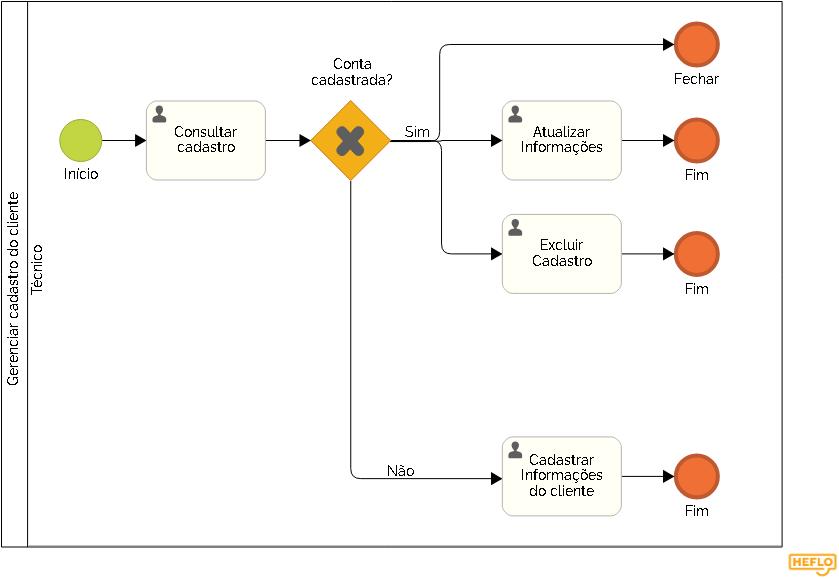 Gerenciar cadastro do cliente
Técnico
Início
Consultar
cadastro
Conta
cadastrada?
Sim
Fechar
Atualizar
Informações
Fim
Excluir
Cadastro
Fim
Não
Cadastrar
Informações
do cliente
Fim
HEFLO